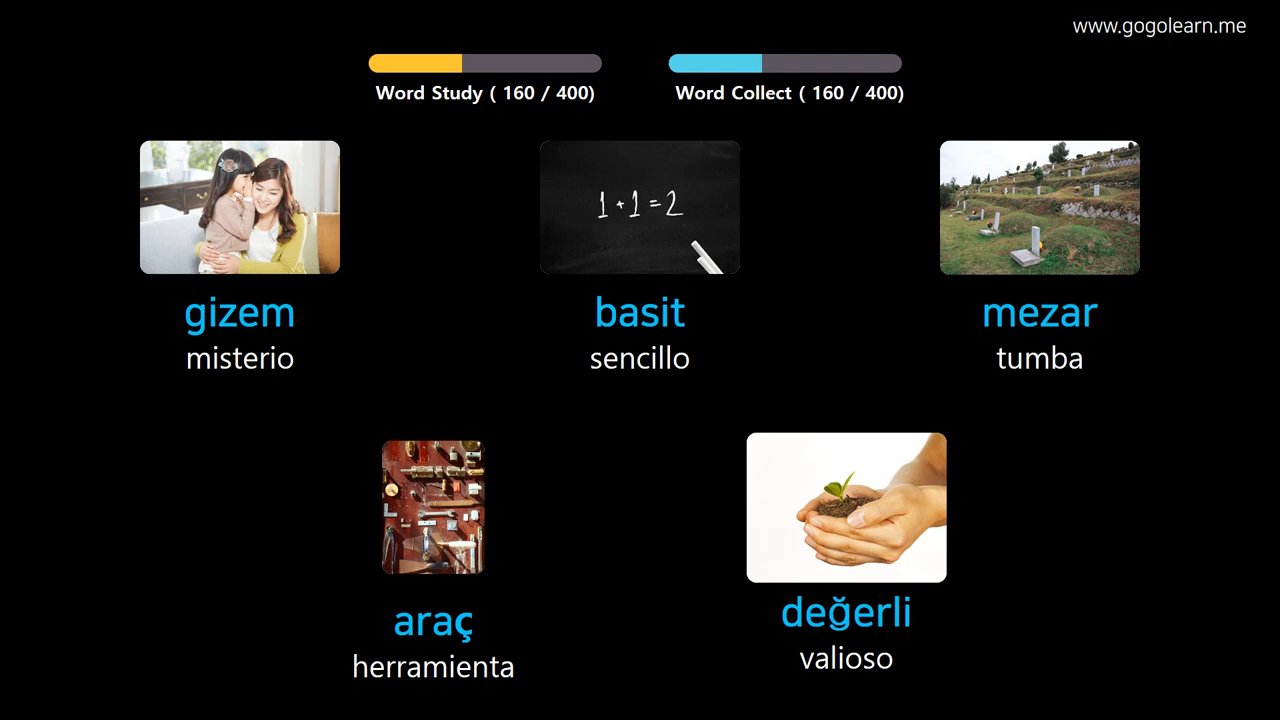 www.gogolearn.me
Word Study ( 160 / 400)
Word Collect ( 160 / 400)
1+1=2
gizem
misterio
basit
sencillo
mezar
tumba
araç
herramienta
değerli
valioso